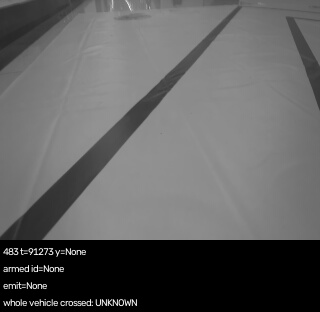 483 t=91273 y=None
armed id=None
emit=None
whole vehicle crossed: UNKNOWN